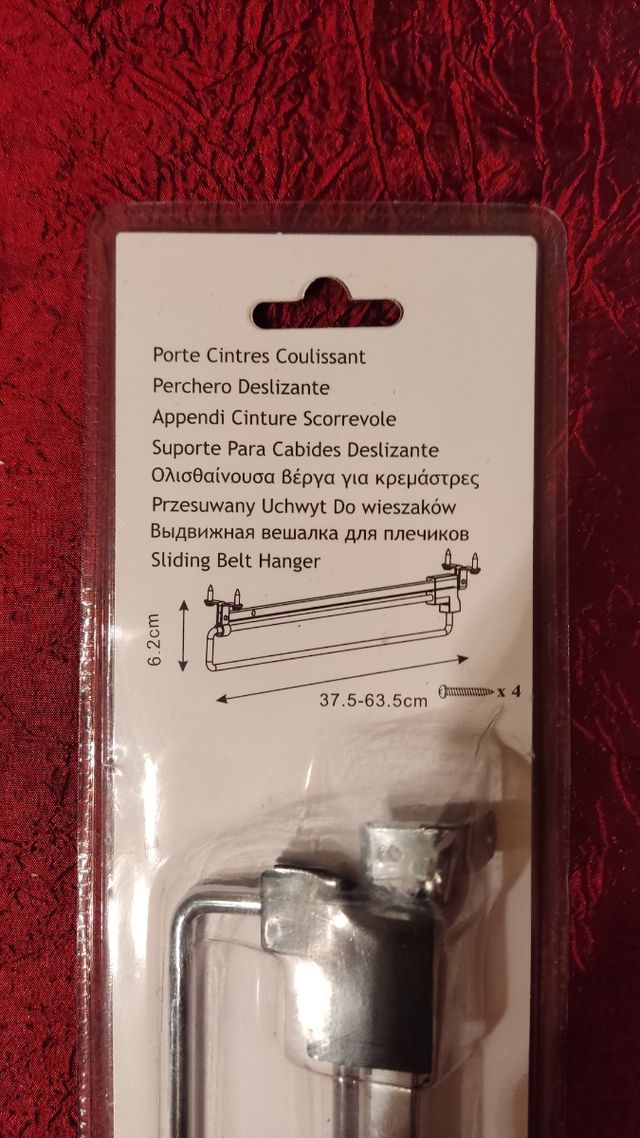 Porte Cintres Coulissant
Perchero Deslizante
Appendi Cinture Scorrevole
Suporte Para Cabides Deslizante
Ολισθαίνουσα βέργα για κρεμάστρες
Przesuwany Uchwyt Do wieszaków
Выдвижная вешалка для плечиков
Sliding Belt Hanger
6.2cm
37.5-63.5cm
x 4